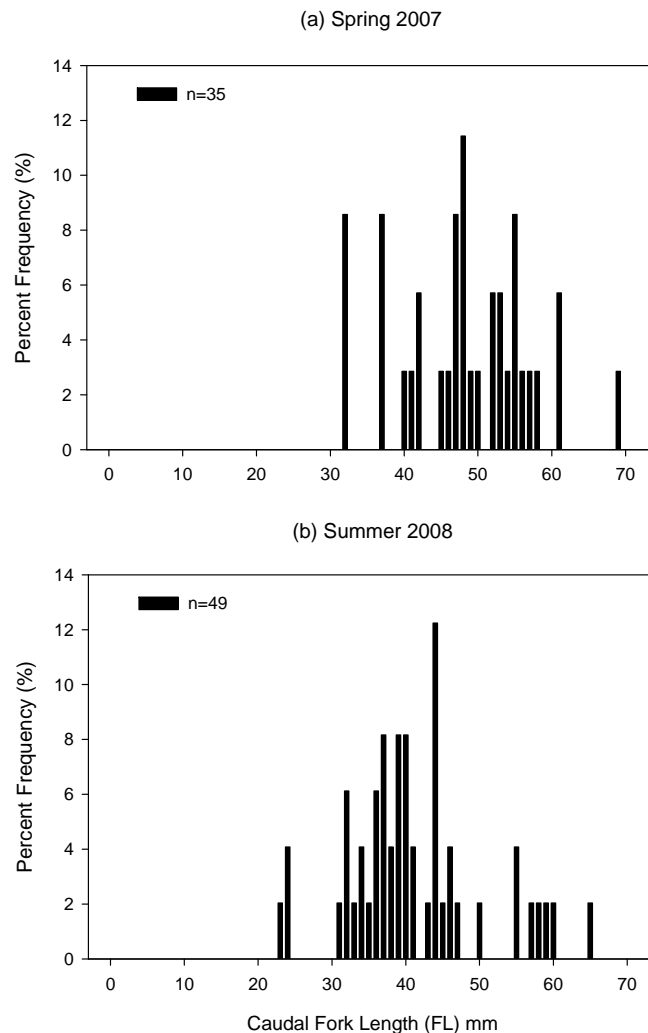 (a) Spring 2007
n=35
Percent Frequency (%)
14
12
10
8
6
4
2
0
0 10 20 30 40 50 60 70
(b) Summer 2008
n=49
Percent Frequency (%)
14
12
10
8
6
4
2
0
0 10 20 30 40 50 60 70
Caudal Fork Length (FL) mm